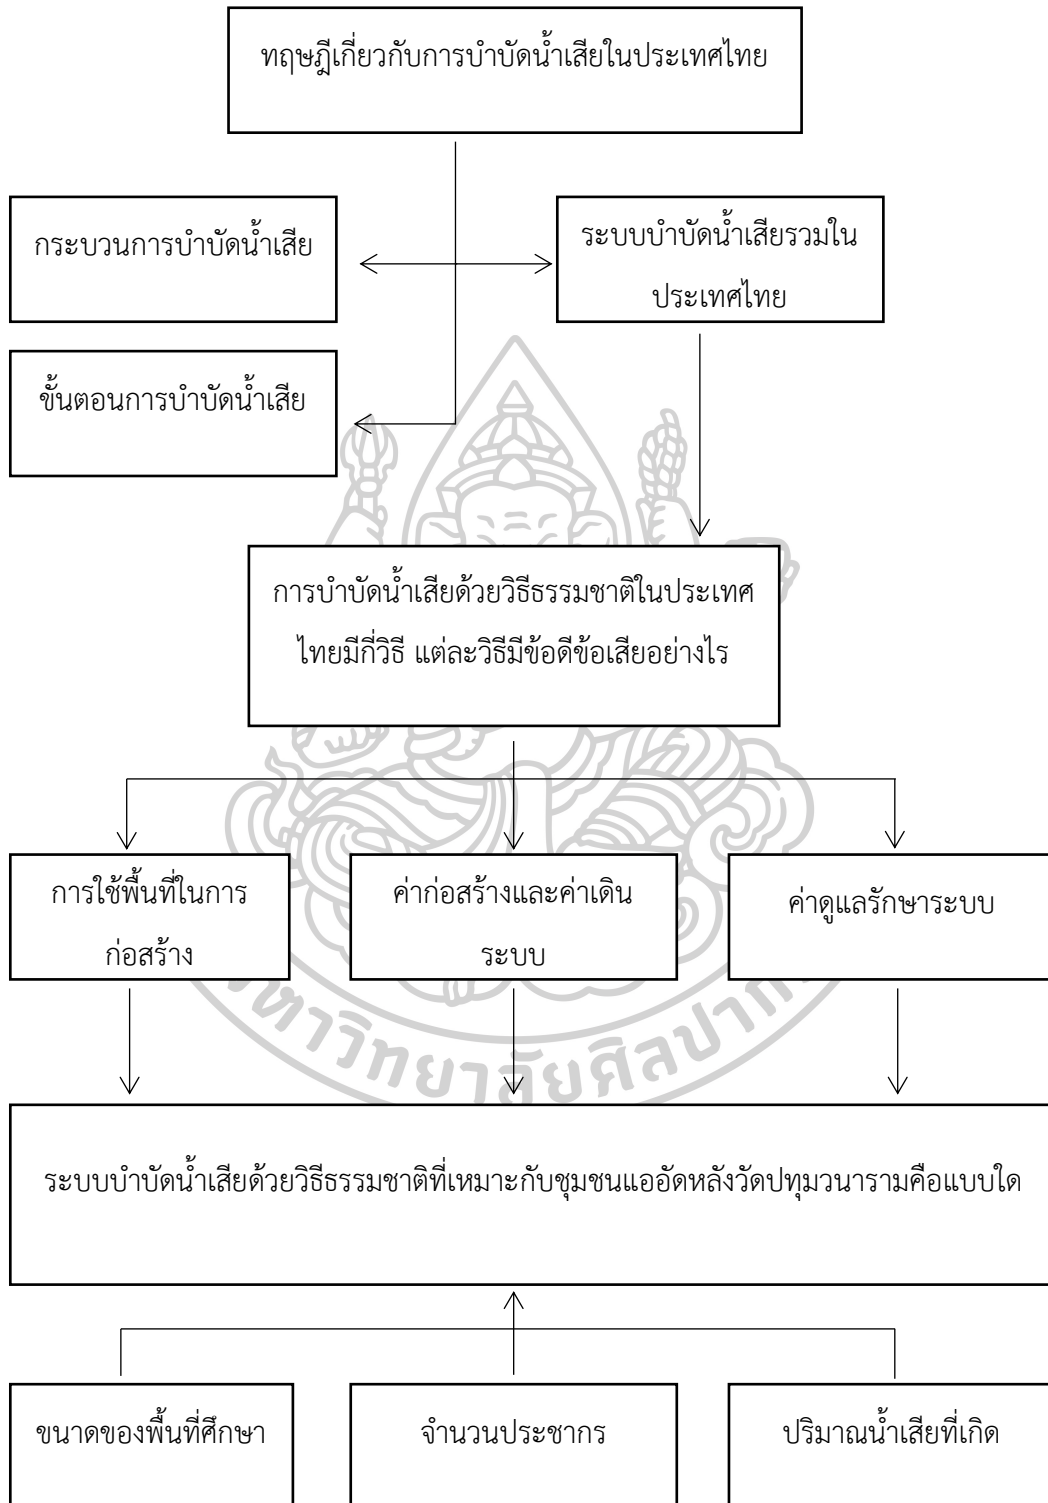 ทฤษฎีเกี่ยวกับการบำบัดน้ำเสียในประเทศไทย
กระบวนการบำบัดน้ำเสีย
ระบบบำบัดน้ำเสียรวมใน
ประเทศไทย
ขั้นตอนการบำบัดน้ำเสีย
การบำบัดน้ำเสียด้วยวิธีธรรมชาติในประเทศ
ไทยมีกี่วิธี แต่ละวิธีมีข้อดีข้อเสียอย่างไร
การใช้พื้นที่ในการ
ก่อสร้าง
ค่าก่อสร้างและค่าเดิน
ระบบ
ค่าดูแลรักษาระบบ
ระบบบำบัดน้ำเสียด้วยวิธีธรรมชาติที่เหมาะกับชุมชนแออัดหลังวัดปทุมวนารามคือแบบใด
ขนาดของพื้นที่ศึกษา
จำนวนประชากร
ปริมาณน้ำเสียที่เกิด